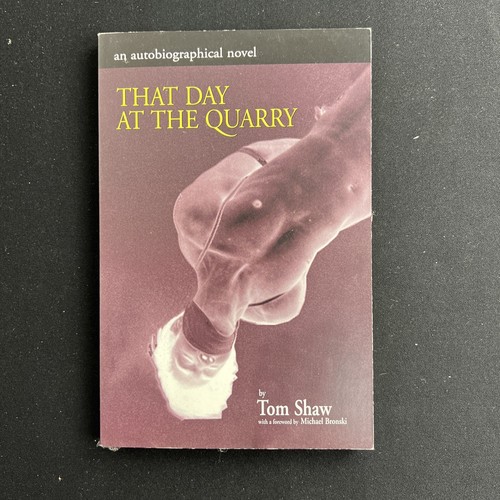 an autobiographical novel
THAT DAY
AT THE QUARRY
by
Tom Shaw
with a foreword by Michael Bronski